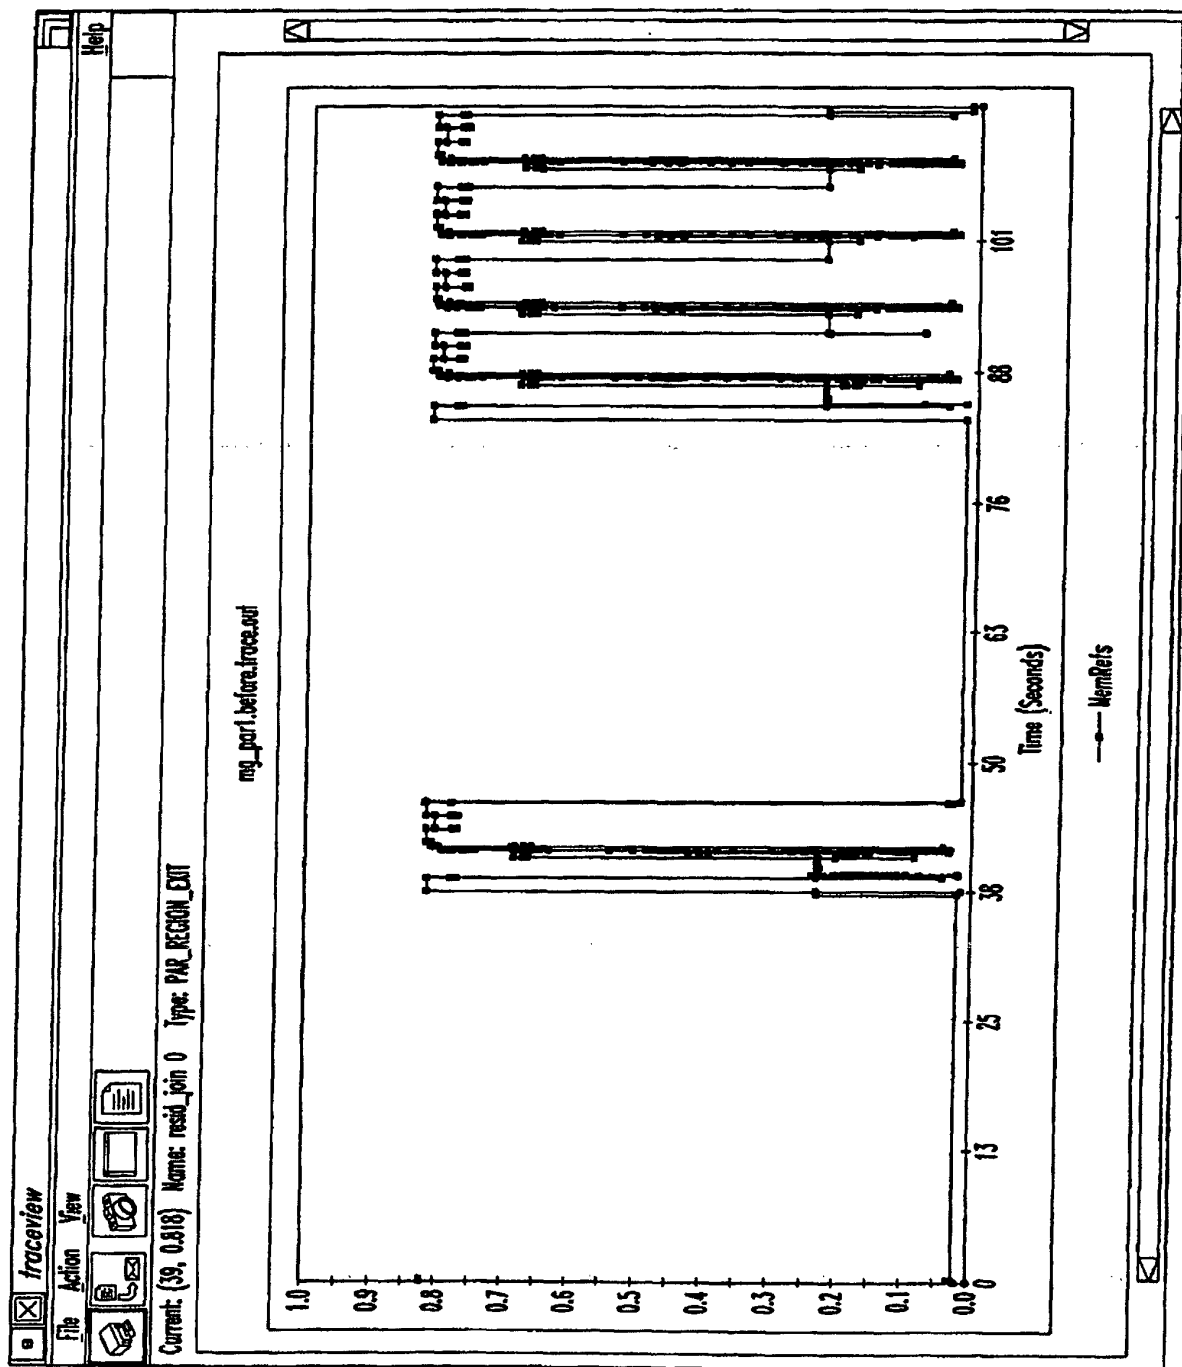 traceview
File Action View Help
Current: (39, 0.818) Name: resid_join 0 Type: PAR_REGION_EXIT
mg_part.before.trace.out
1.0
0.9
0.8
0.7
0.6
0.5
0.4
0.3
0.2
0.1
0.0
0 13 25 38 50 63 76 88 101
Time (Seconds)
MemRefs